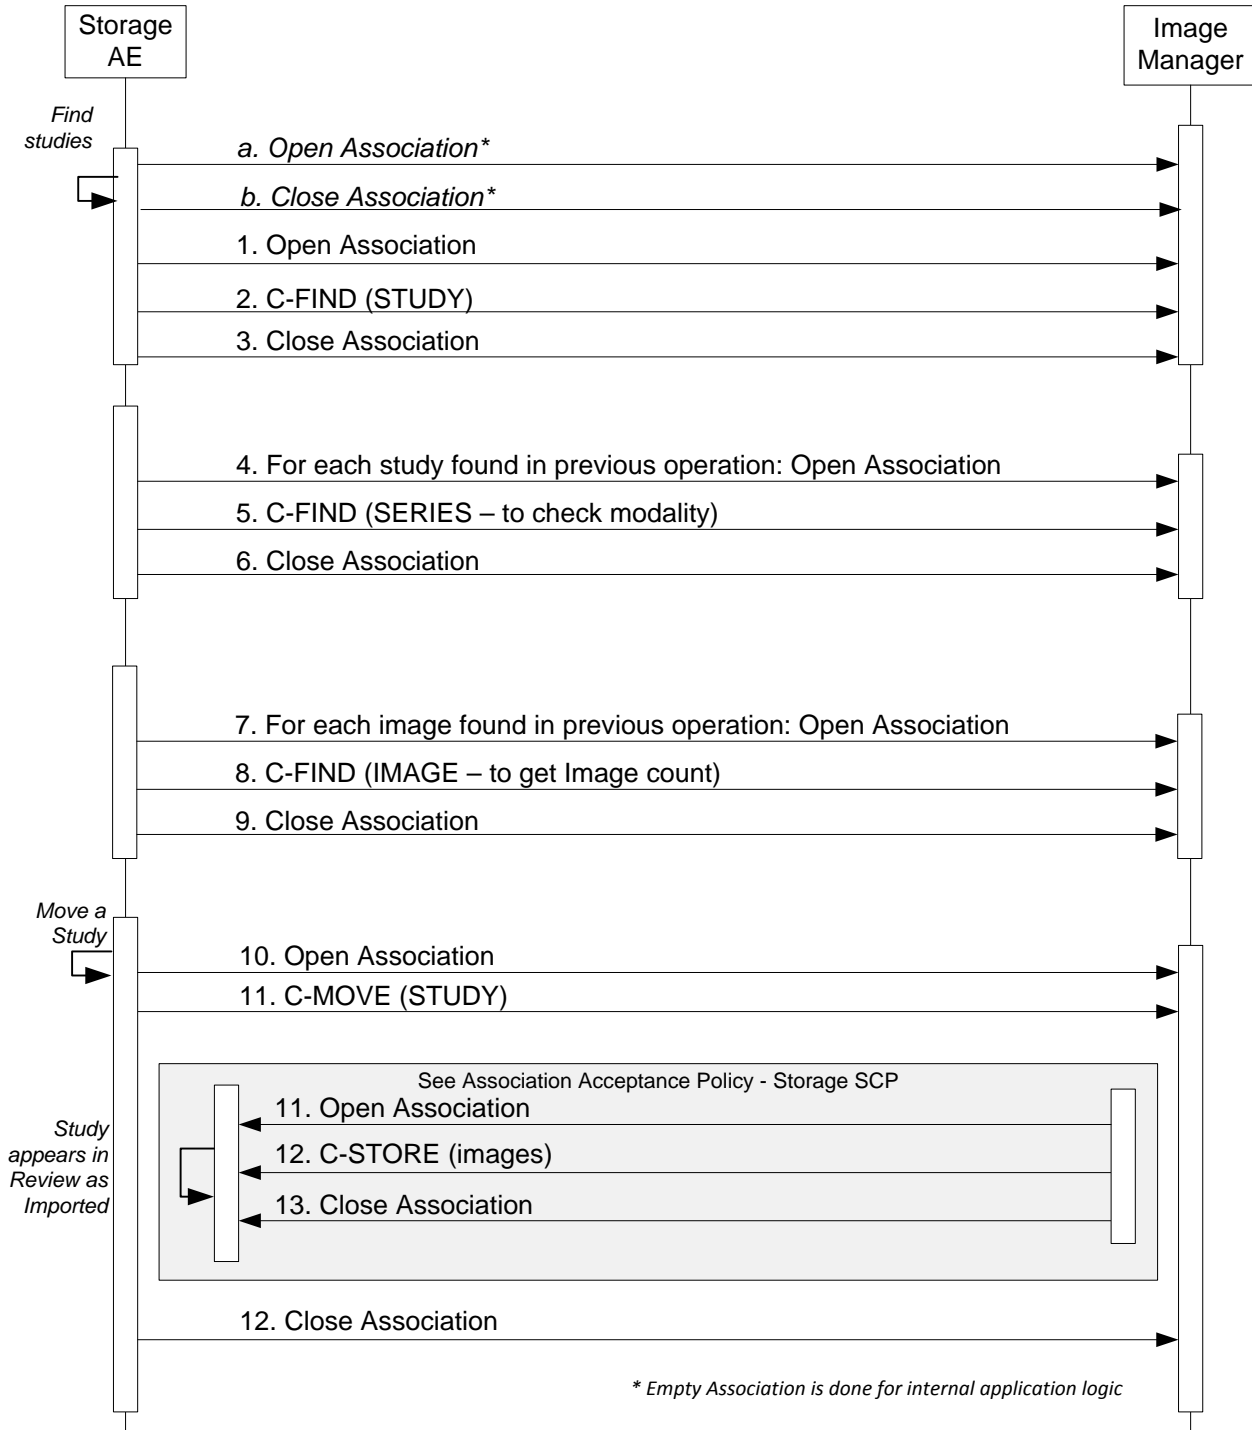 Storage
AE
Image
Manager
Find
studies
a. Open Association*
b. Close Association*
1. Open Association
2. C-FIND (STUDY)
3. Close Association
4. For each study found in previous operation: Open Association
5. C-FIND (SERIES – to check modality)
6. Close Association
7. For each image found in previous operation: Open Association
8. C-FIND (IMAGE – to get Image count)
9. Close Association
Move a
Study
10. Open Association
11. C-MOVE (STUDY)
See Association Acceptance Policy - Storage SCP
11. Open Association
12. C-STORE (images)
13. Close Association
Study
appears in
Review as
Imported
12. Close Association
* Empty Association is done for internal application logic